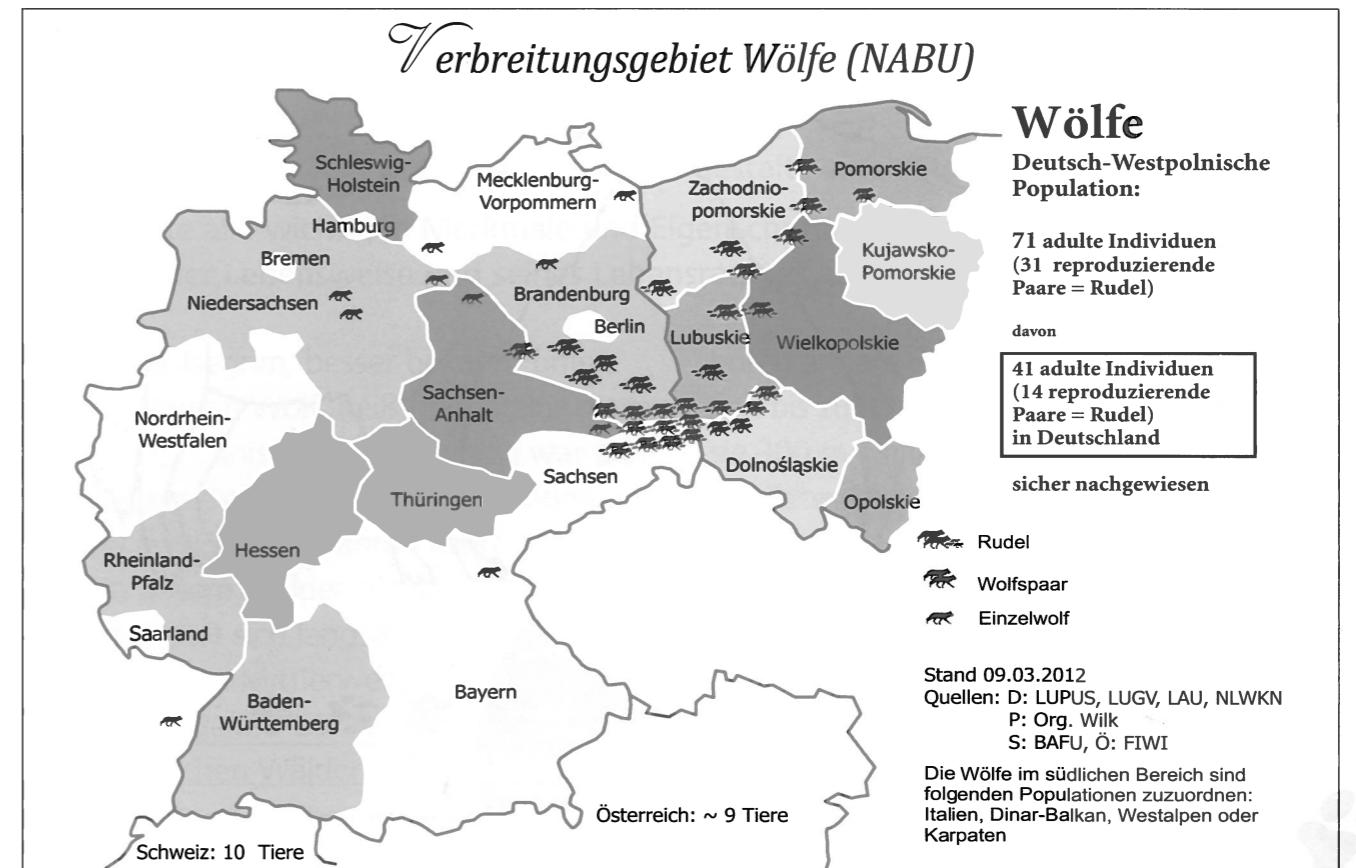 Verbreitungsgebiet Wölfe (NABU)
Schleswig-
Holstein
Mecklenburg-
Vorpommern
Hamburg
Bremen
Niedersachsen
Brandenburg
Berlin
Sachsen-
Anhalt
Nordrhein-
Westfalen
Sachsen
Thüringen
Hessen
Rheinland-
Pfalz
Saarland
Baden-
Württemberg
Bayern
Zachodnio-
pomorskie
Pomorskie
Kujawsko-
Pomorskie
Lubuskie
Wielkopolskie
Dolnośląskie
Opolskie
Österreich: ~ 9 Tiere
Schweiz: 10 Tiere
Wölfe
Deutsch-Westpolnische
Population:
71 adulte Individuen
(31 reproduzierende
Paare = Rudel)
davon
41 adulte Individuen
(14 reproduzierende
Paare = Rudel)
in Deutschland
sicher nachgewiesen
Rudel
Wolfspaar
Einzelwolf
Stand 09.03.2012
Quellen: D: LUPUS, LUGV, LAU, NLWKN
P: Org. Wilk
S: BAFU, Ö: FIWI
Die Wölfe im südlichen Bereich sind
folgenden Populationen zuzuordnen:
Italien, Dinar-Balkan, Westalpen oder
Karpaten